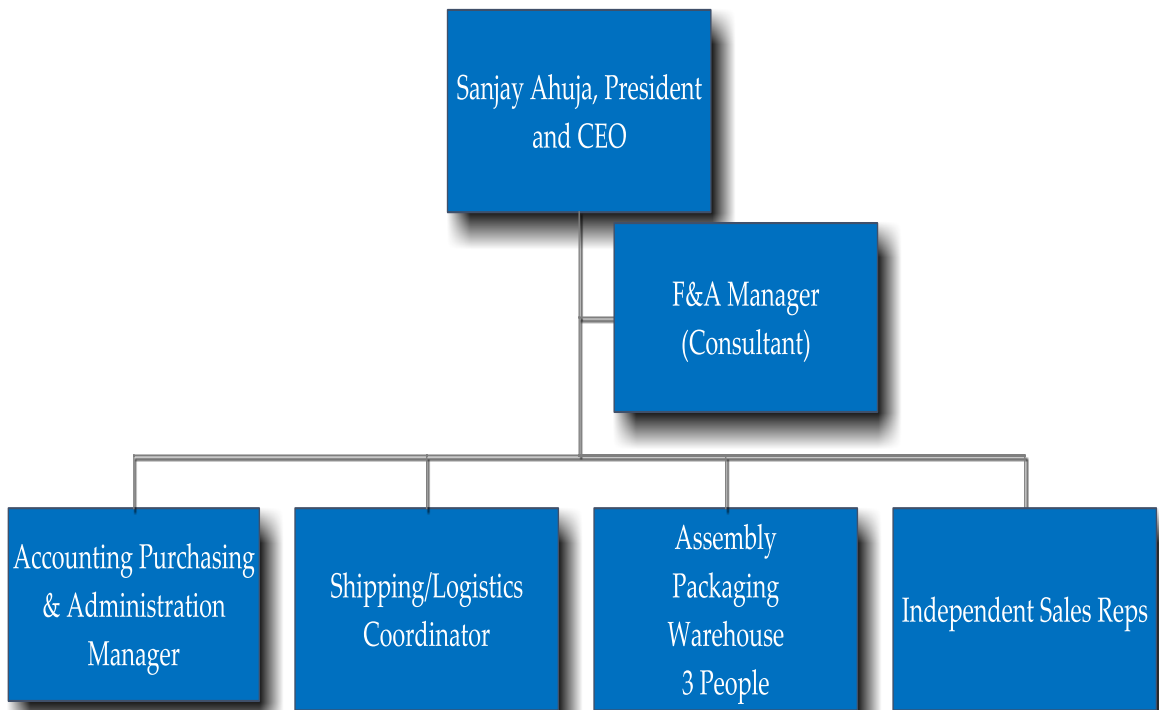 Sanjay Ahuja, President
and CEO
F&A Manager
(Consultant)
Accounting Purchasing
& Administration
Manager
Shipping/Logistics
Coordinator
Assembly
Packaging
Warehouse
3 People
Independent Sales Reps